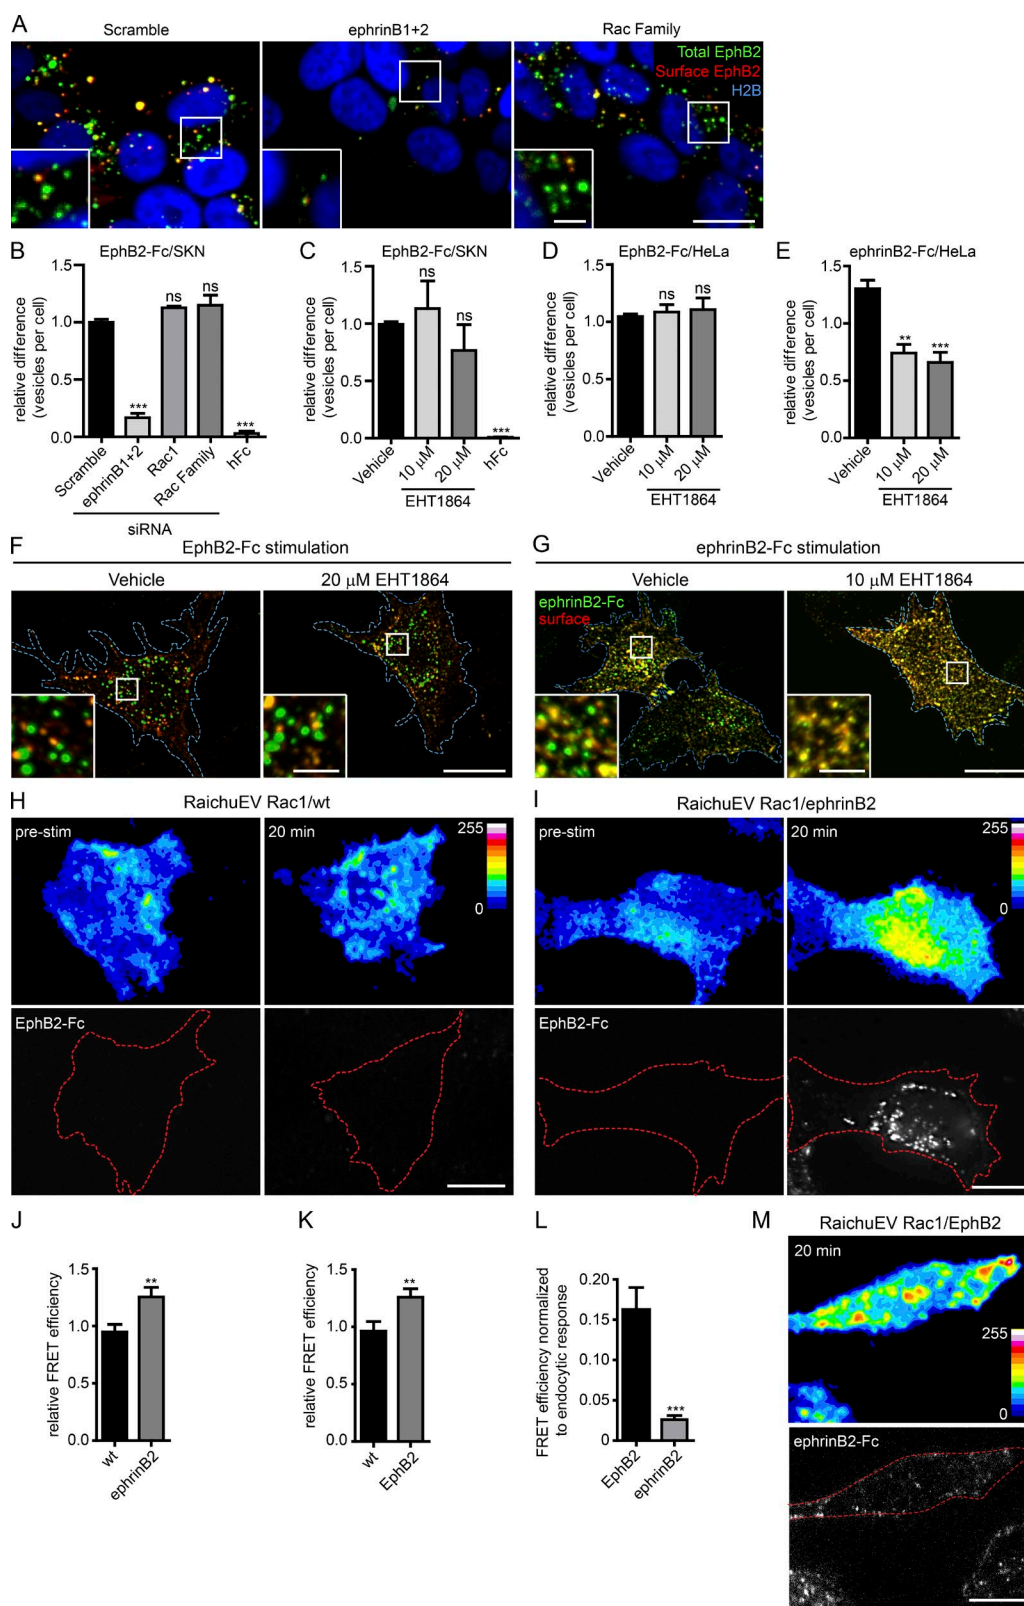 A
Scramble
ephrinB1+2
Rac Family
Total EphB2
Surface EphB2
H2B
B
EphB2-Fc/SKN
relative difference
(vesicles per cell)
1.5
1.0
0.5
0.0
***
ns
ns
***
Scramble
ephrinB1+2
Rac1
Rac Family
hFc
siRNA
C
EphB2-Fc/SKN
relative difference
(vesicles per cell)
1.5
1.0
0.5
0.0
ns
ns
***
Vehicle
10 µM
20 µM
hFc
EHT1864
D
EphB2-Fc/HeLa
relative difference
(vesicles per cell)
1.5
1.0
0.5
0.0
ns
ns
Vehicle
10 µM
20 µM
EHT1864
E
ephrinB2-Fc/HeLa
relative difference
(vesicles per cell)
1.5
1.0
0.5
0.0
**
***
Vehicle
10 µM
20 µM
EHT1864
F
EphB2-Fc stimulation
Vehicle
20 µM EHT1864
G
ephrinB2-Fc stimulation
Vehicle
10 µM EHT1864
ephrinB2-Fc
surface
H
RaichuEV Rac1/wt
pre-stim
20 min
255
0
EphB2-Fc
I
RaichuEV Rac1/ephrinB2
pre-stim
20 min
255
0
EphB2-Fc
J
relative FRET efficiency
1.5
1.0
0.5
0.0
**
wt
ephrinB2
K
relative FRET efficiency
1.5
1.0
0.5
0.0
**
wt
EphB2
L
FRET efficiency normalized
to endocytic response
0.20
0.15
0.10
0.05
0
***
EphB2
ephrinB2
M
RaichuEV Rac1/EphB2
20 min
255
0
ephrinB2-Fc